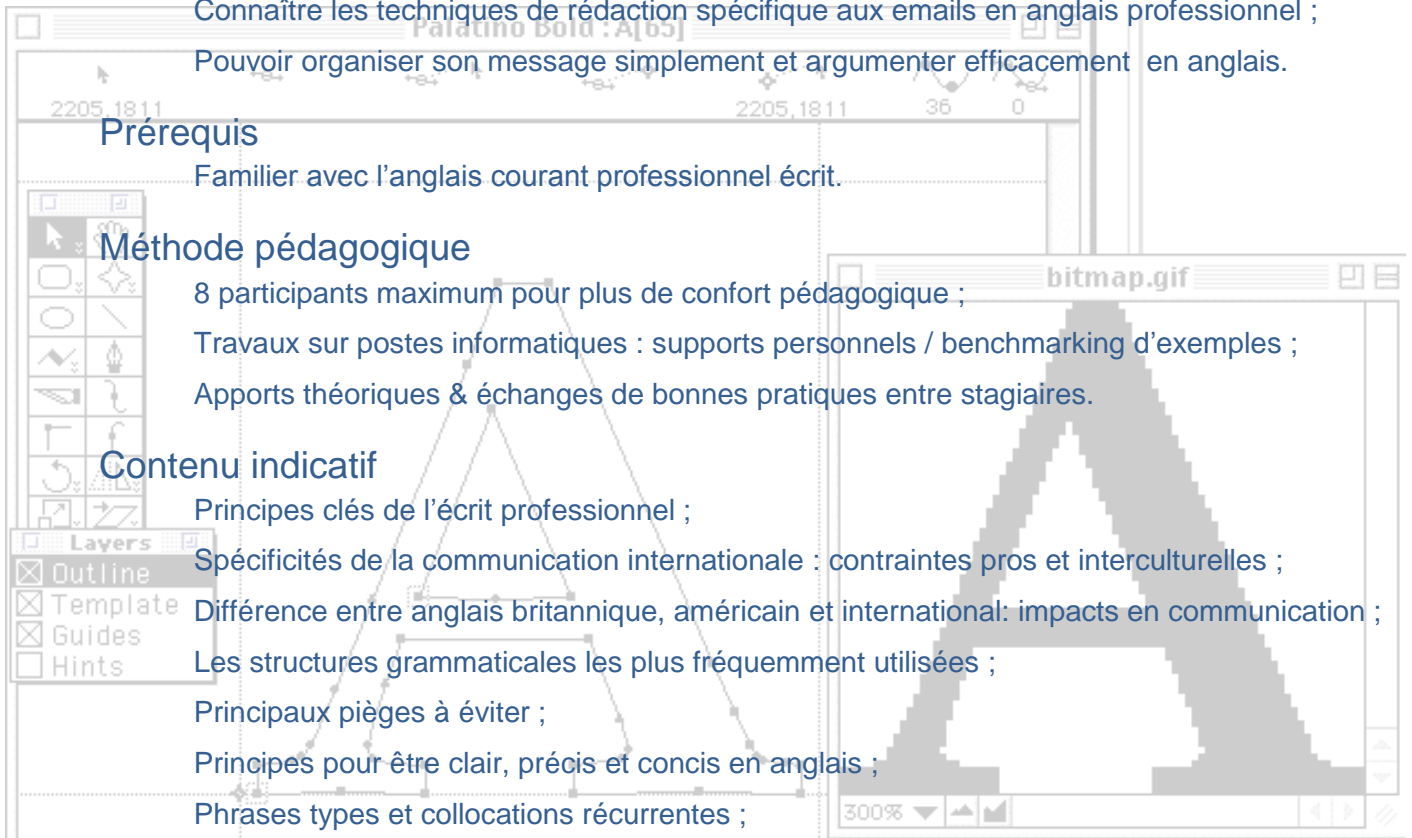 Connaître les techniques de rédaction spécifique aux emails en anglais professionnel ;
Palatino Bold : A[65]
Pouvoir organiser son message simplement et argumenter efficacement  en anglais.
2205,1811
2205,1811
36
0
Prérequis
Familier avec l’anglais courant professionnel écrit.
Méthode pédagogique
bitmap.gif
8 participants maximum pour plus de confort pédagogique ;
Travaux sur postes informatiques : supports personnels / benchmarking d’exemples ;
Apports théoriques & échanges de bonnes pratiques entre stagiaires.
Contenu indicatif
Principes clés de l’écrit professionnel ;
Layers
Outline
Template
Guides
Hints
Spécificités de la communication internationale : contraintes pros et interculturelles ;
Différence entre anglais britannique, américain et international: impacts en communication ;
Les structures grammaticales les plus fréquemment utilisées ;
Principaux pièges à éviter ;
Principes pour être clair, précis et concis en anglais ;
Phrases types et collocations récurrentes ;
300%